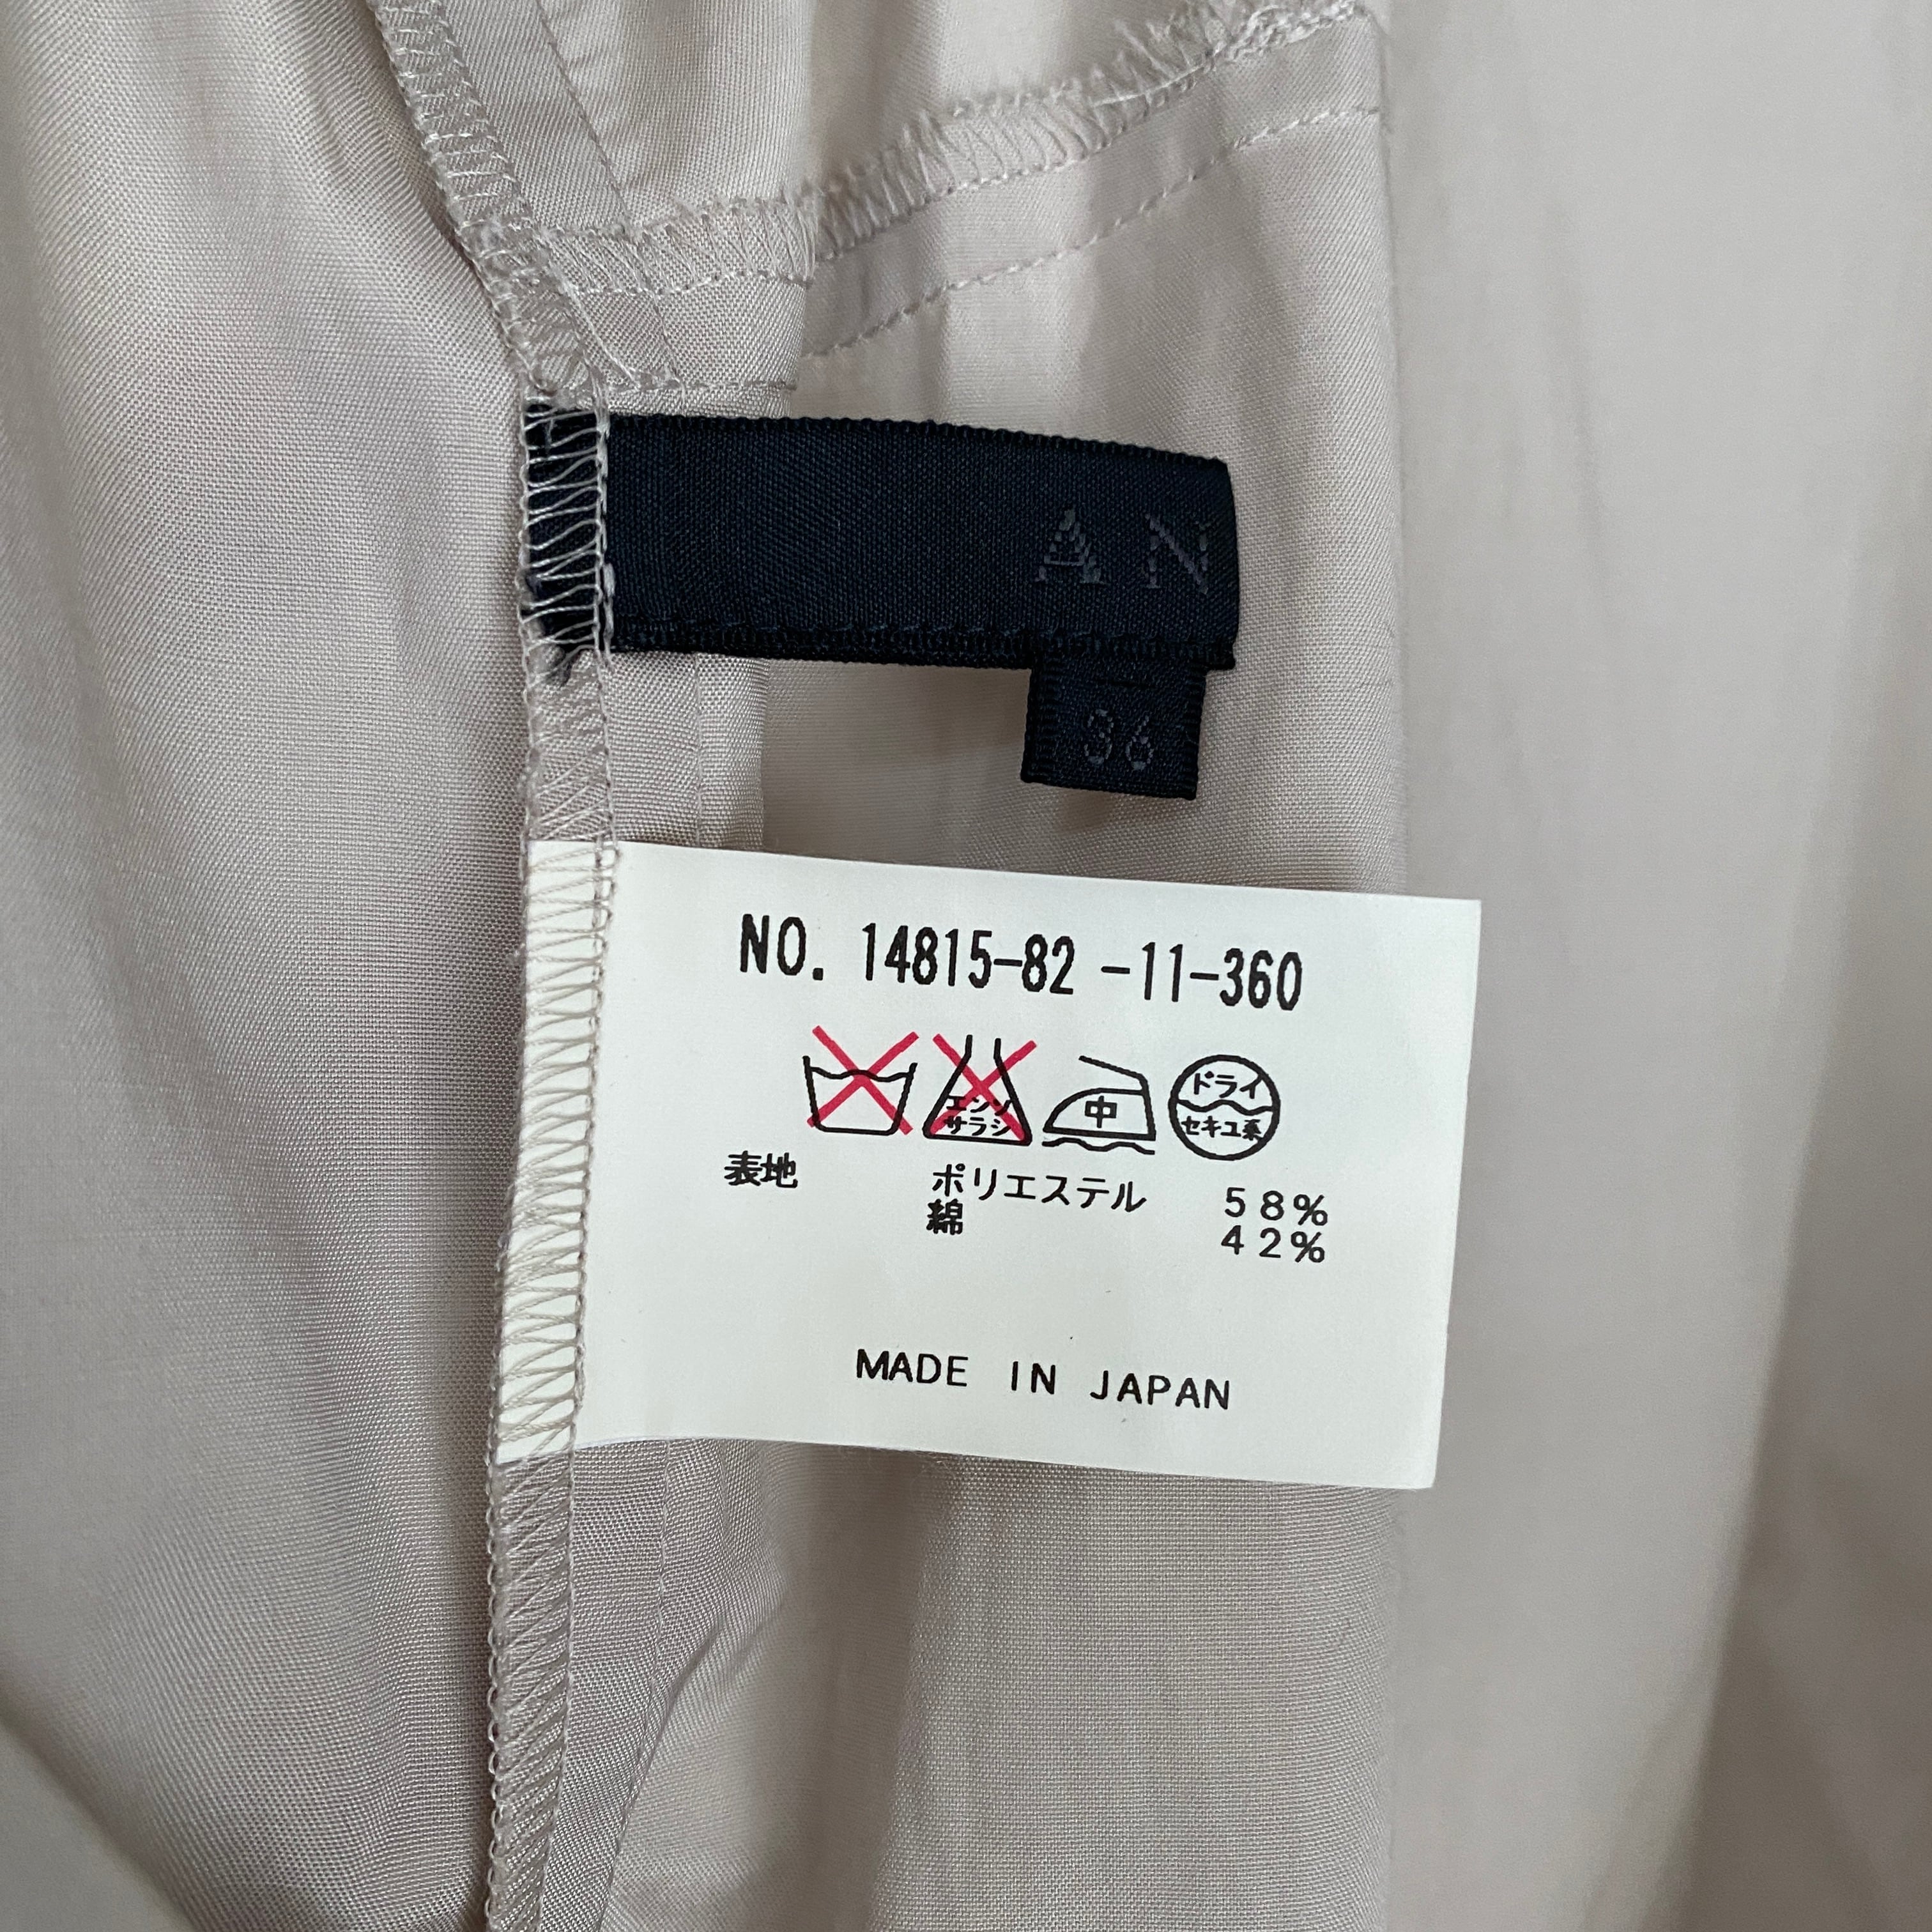 AN
36
NO. 14815-82 -11-360
エンソ
サラシ
中
ドライ
セキユ系
表地 ポリエステル 58%
綿 42%
MADE IN JAPAN